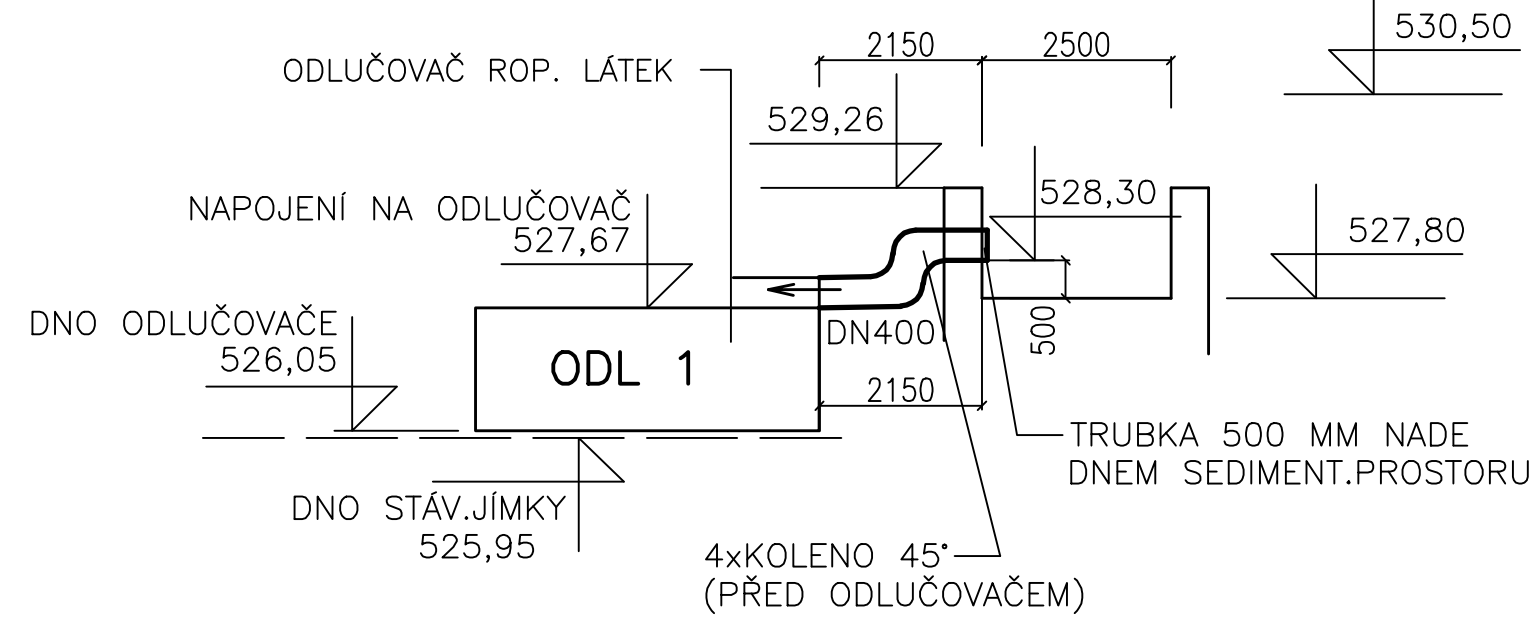 530,50
2150
2500
ODLUČOVAČ ROP. LÁTEK
529,26
528,30
NAPOJENÍ NA ODLUČOVAČ
527,67
527,80
DNO ODLUČOVAČE
526,05
DN400
500
ODL 1
2150
TRUBKA 500 MM NADE
DNEM SEDIMENT.PROSTORU
DNO STÁV.JÍMKY
525,95
4xKOLENO 45°
(PŘED ODLUČOVAČEM)